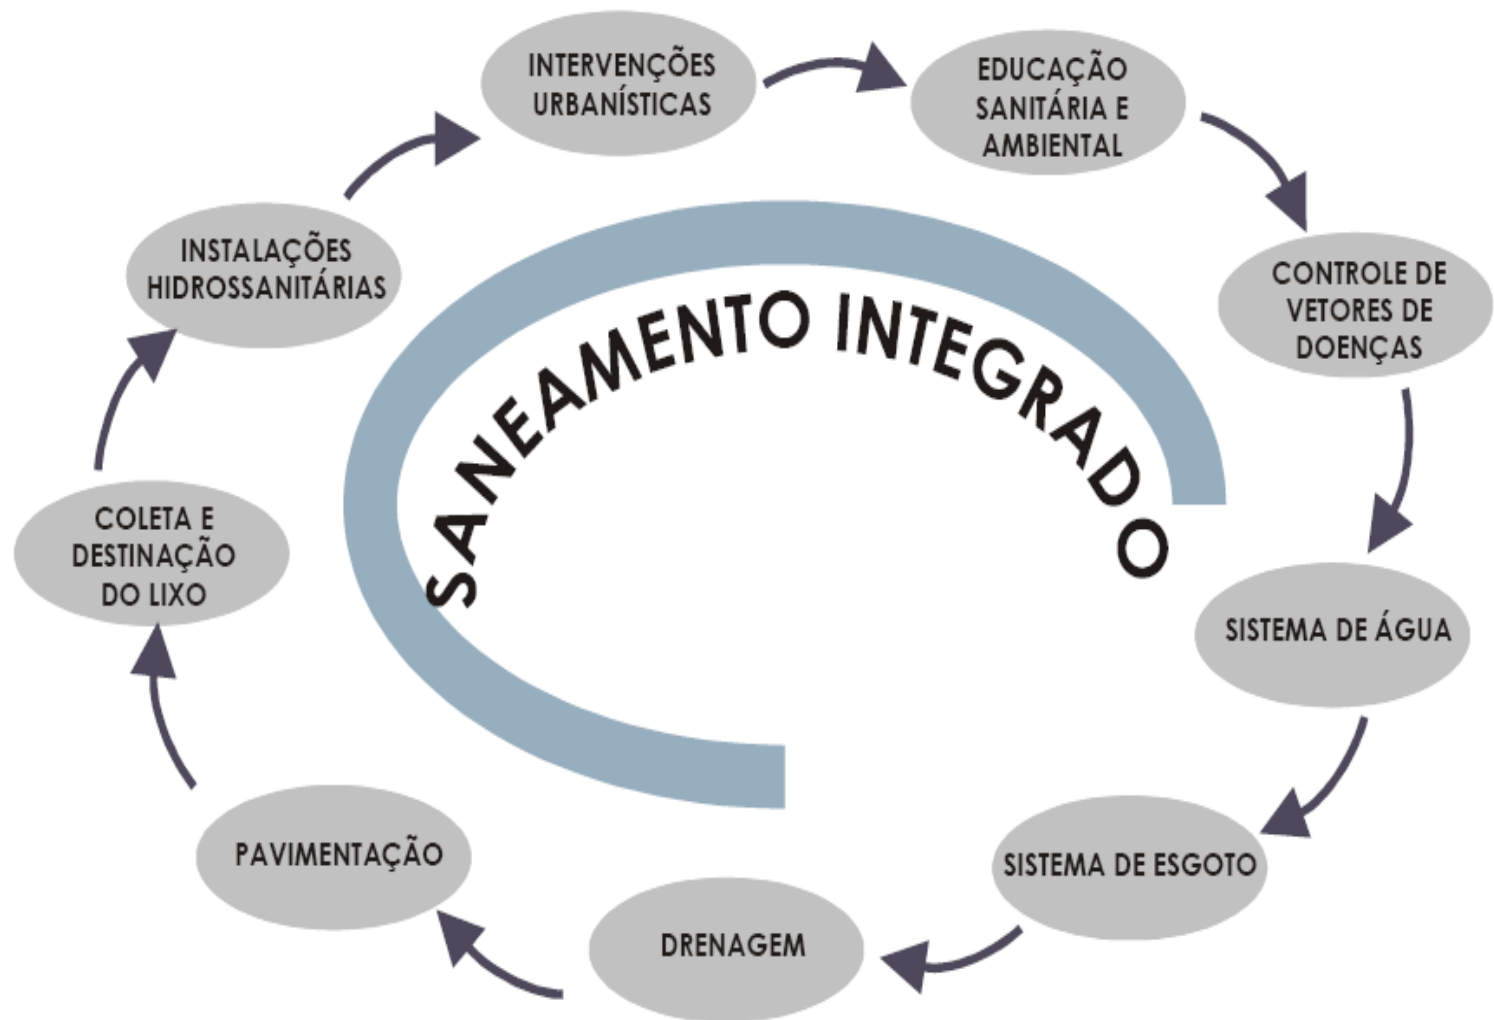 INTERVENÇÕES
URBANÍSTICAS
EDUCAÇÃO
SANITÁRIA E
AMBIENTAL
INSTALAÇÕES
HIDROSSANITÁRIAS
CONTROLE DE
VETORES DE
DOENÇAS
SANEAMENTO INTEGRADO
COLETA E
DESTINAÇÃO
DO LIXO
SISTEMA DE ÁGUA
PAVIMENTAÇÃO
SISTEMA DE ESGOTO
DRENAGEM